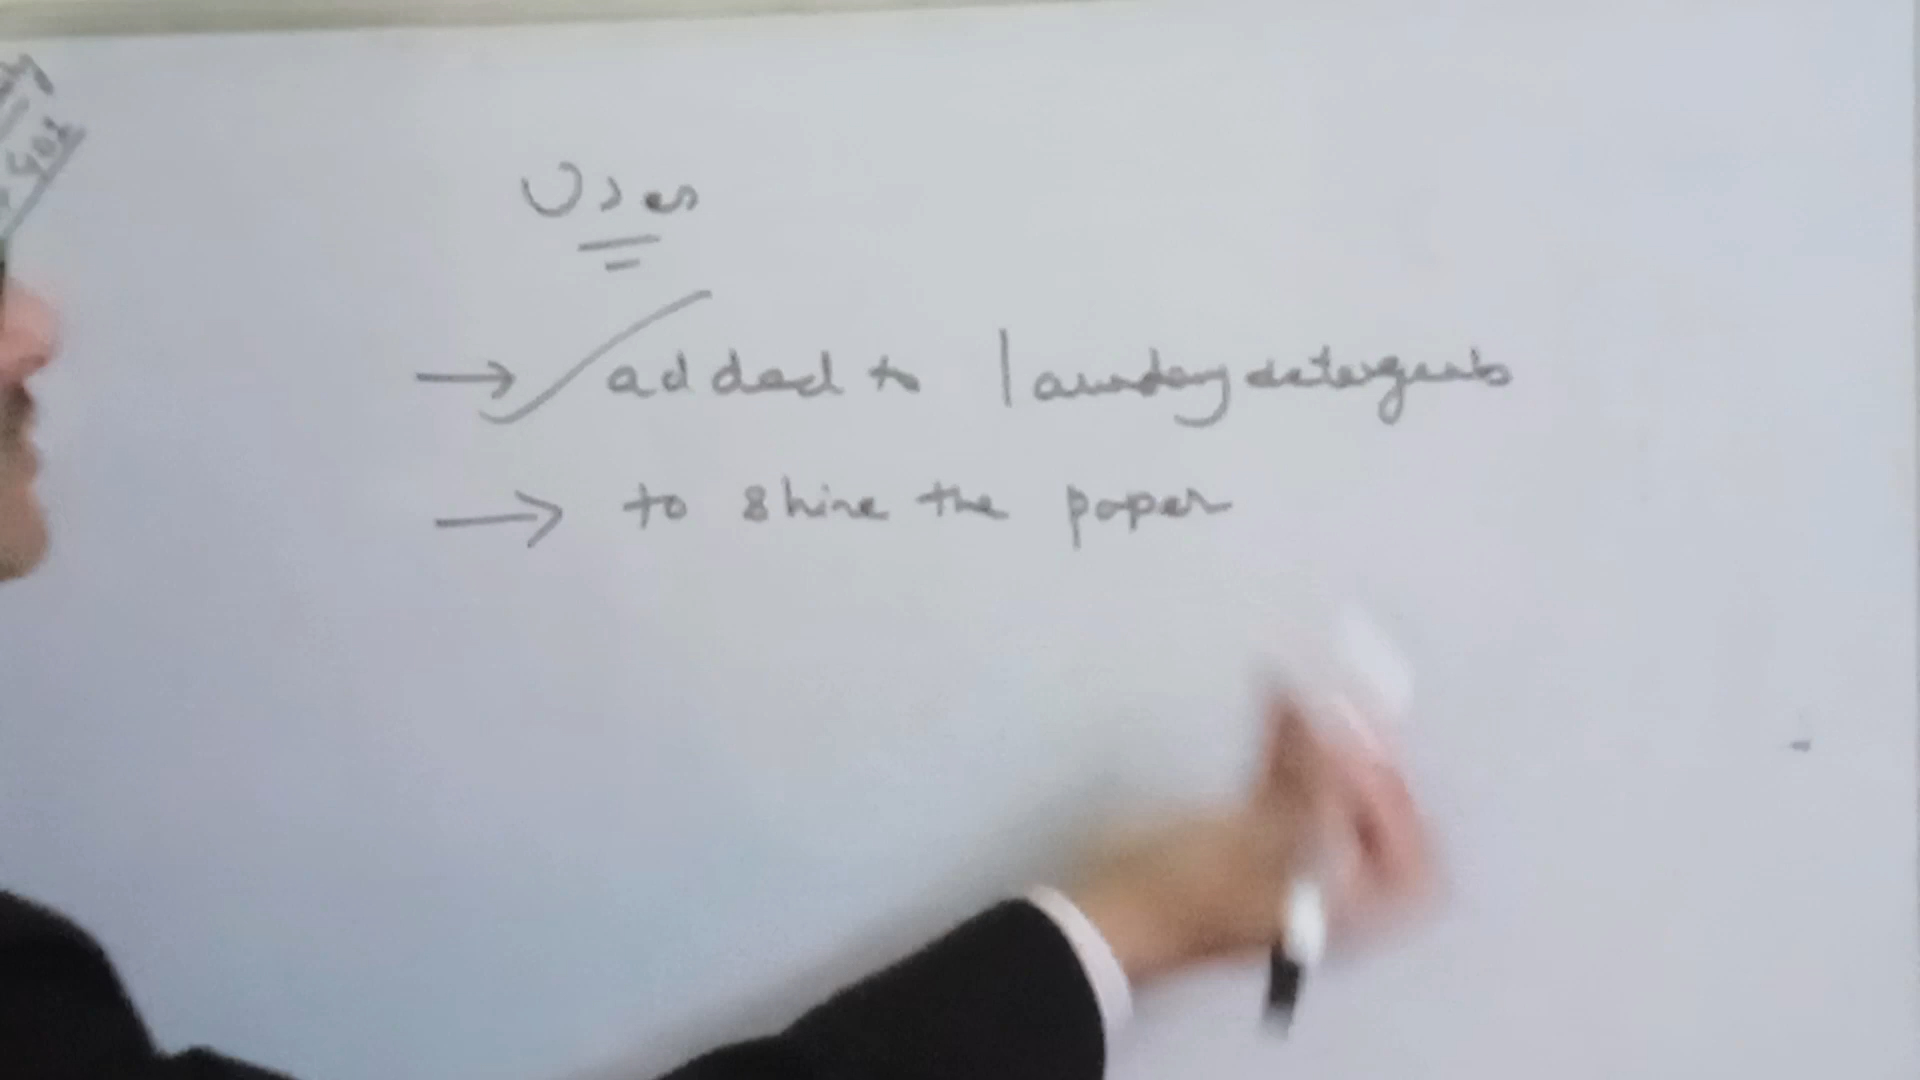 Uses
→ added to laundry detergents
→ to shine the paper